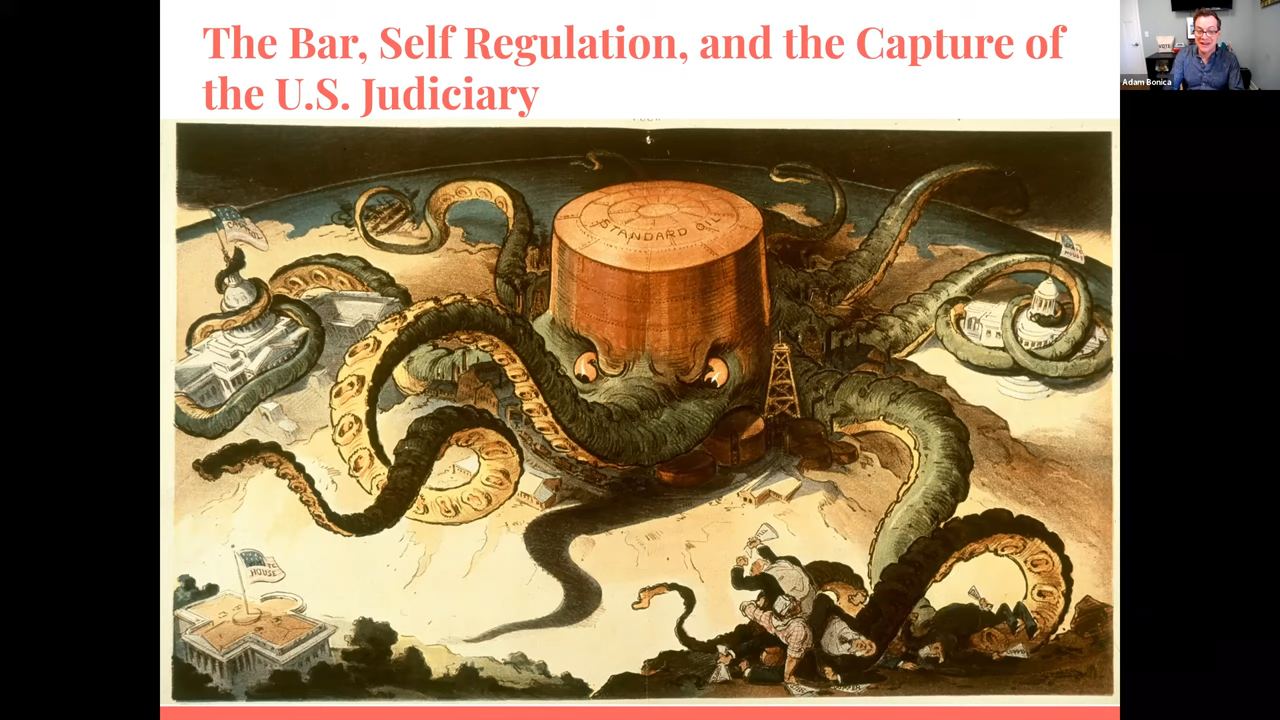 The Bar, Self Regulation, and the Capture of
the U.S. Judiciary
Adam Bonica
STANDARD OIL
HOUSE